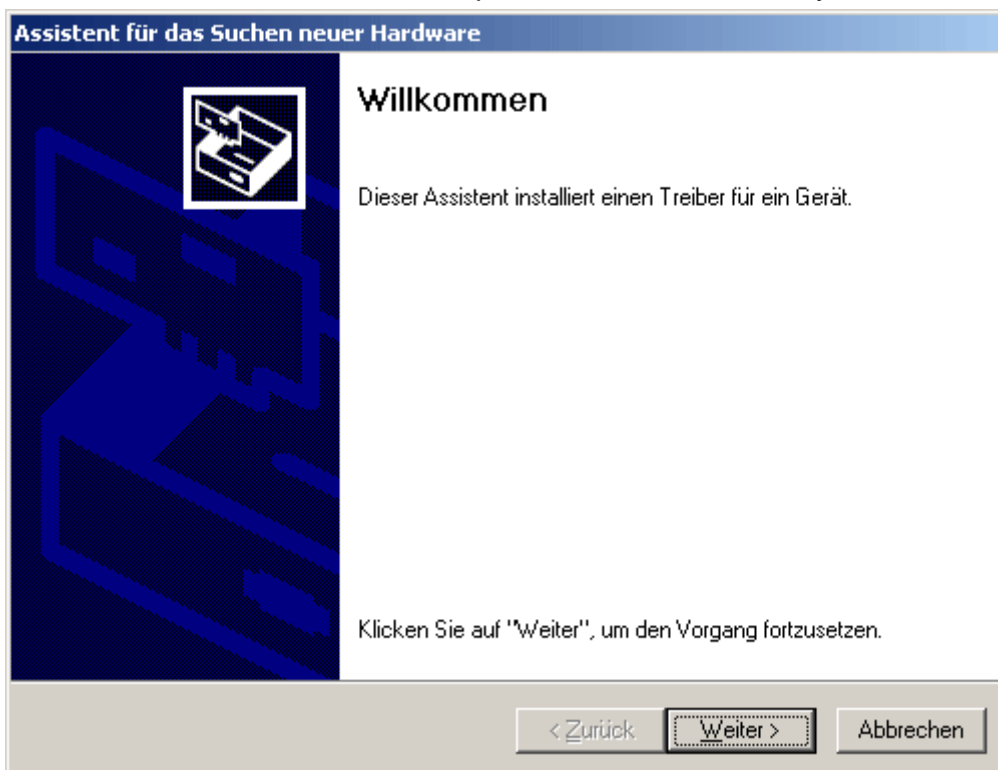 Assistent für das Suchen neuer Hardware
Willkommen
Dieser Assistent installiert einen Treiber für ein Gerät.
Klicken Sie auf "Weiter", um den Vorgang fortzusetzen.
< Zurück Weiter > Abbrechen